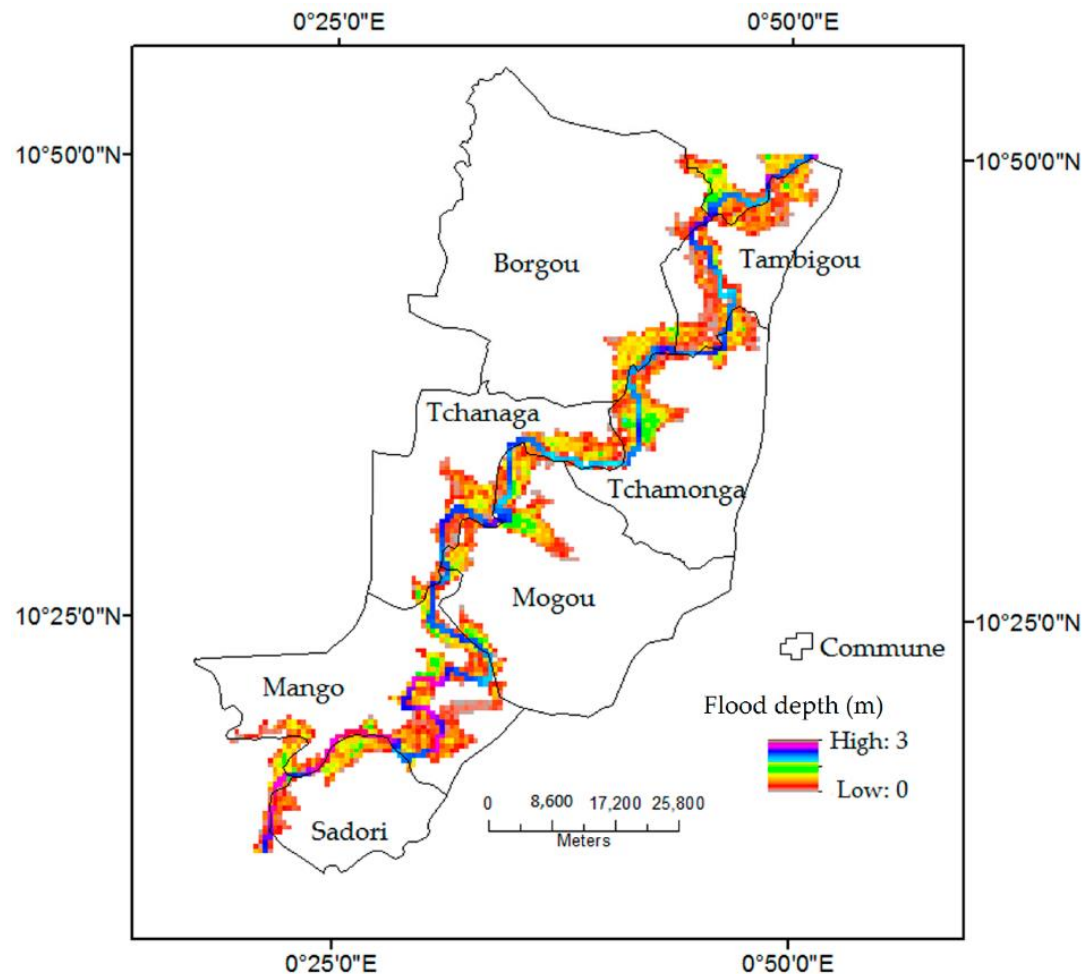 0°25'0"E
0°50'0"E
10°50'0"N
10°50'0"N
Borgou
Tambigou
Tchanaga
Tchamonga
Mogou
10°25'0"N
10°25'0"N
Commune
Mango
Flood depth (m)
High: 3
Low: 0
0 8,600 17,200 25,800
Meters
Sadori
0°25'0"E
0°50'0"E